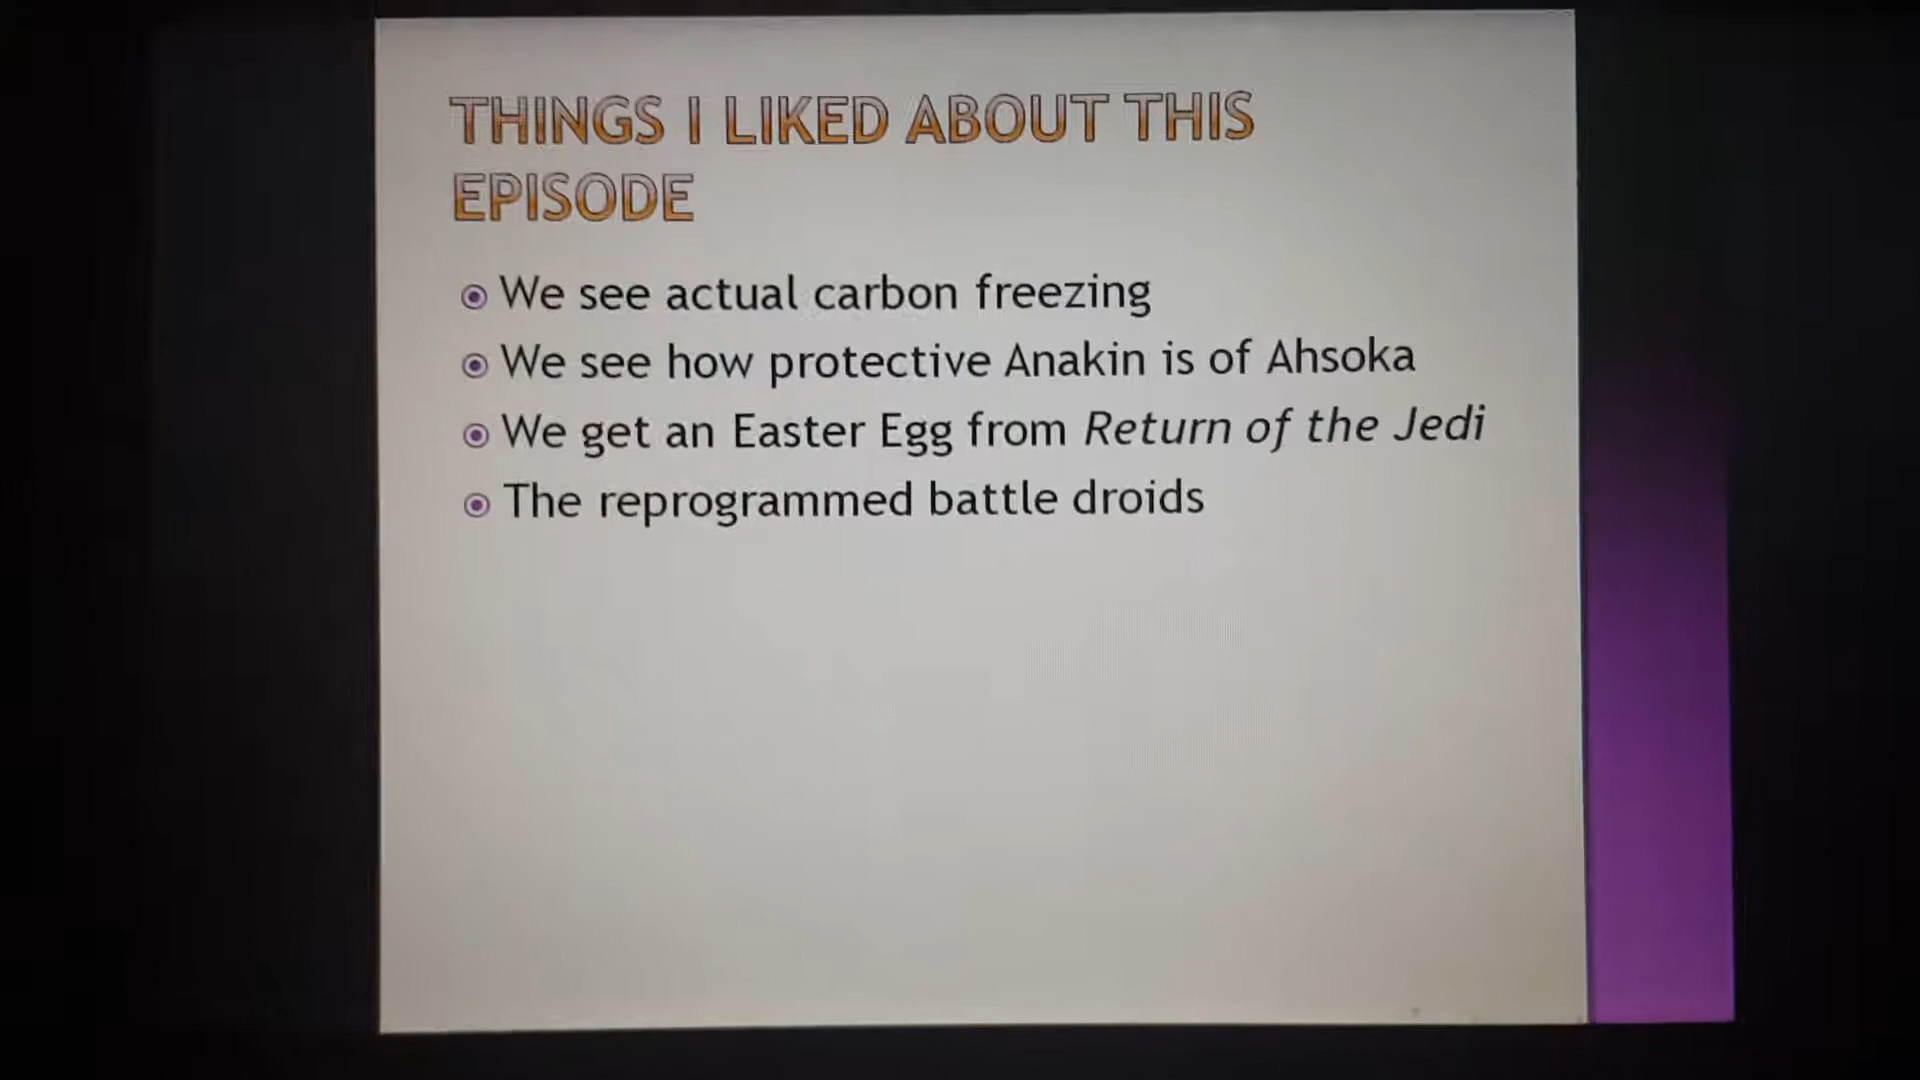 THINGS I LIKED ABOUT THIS
EPISODE
We see actual carbon freezing
We see how protective Anakin is of Ahsoka
We get an Easter Egg from Return of the Jedi
The reprogrammed battle droids